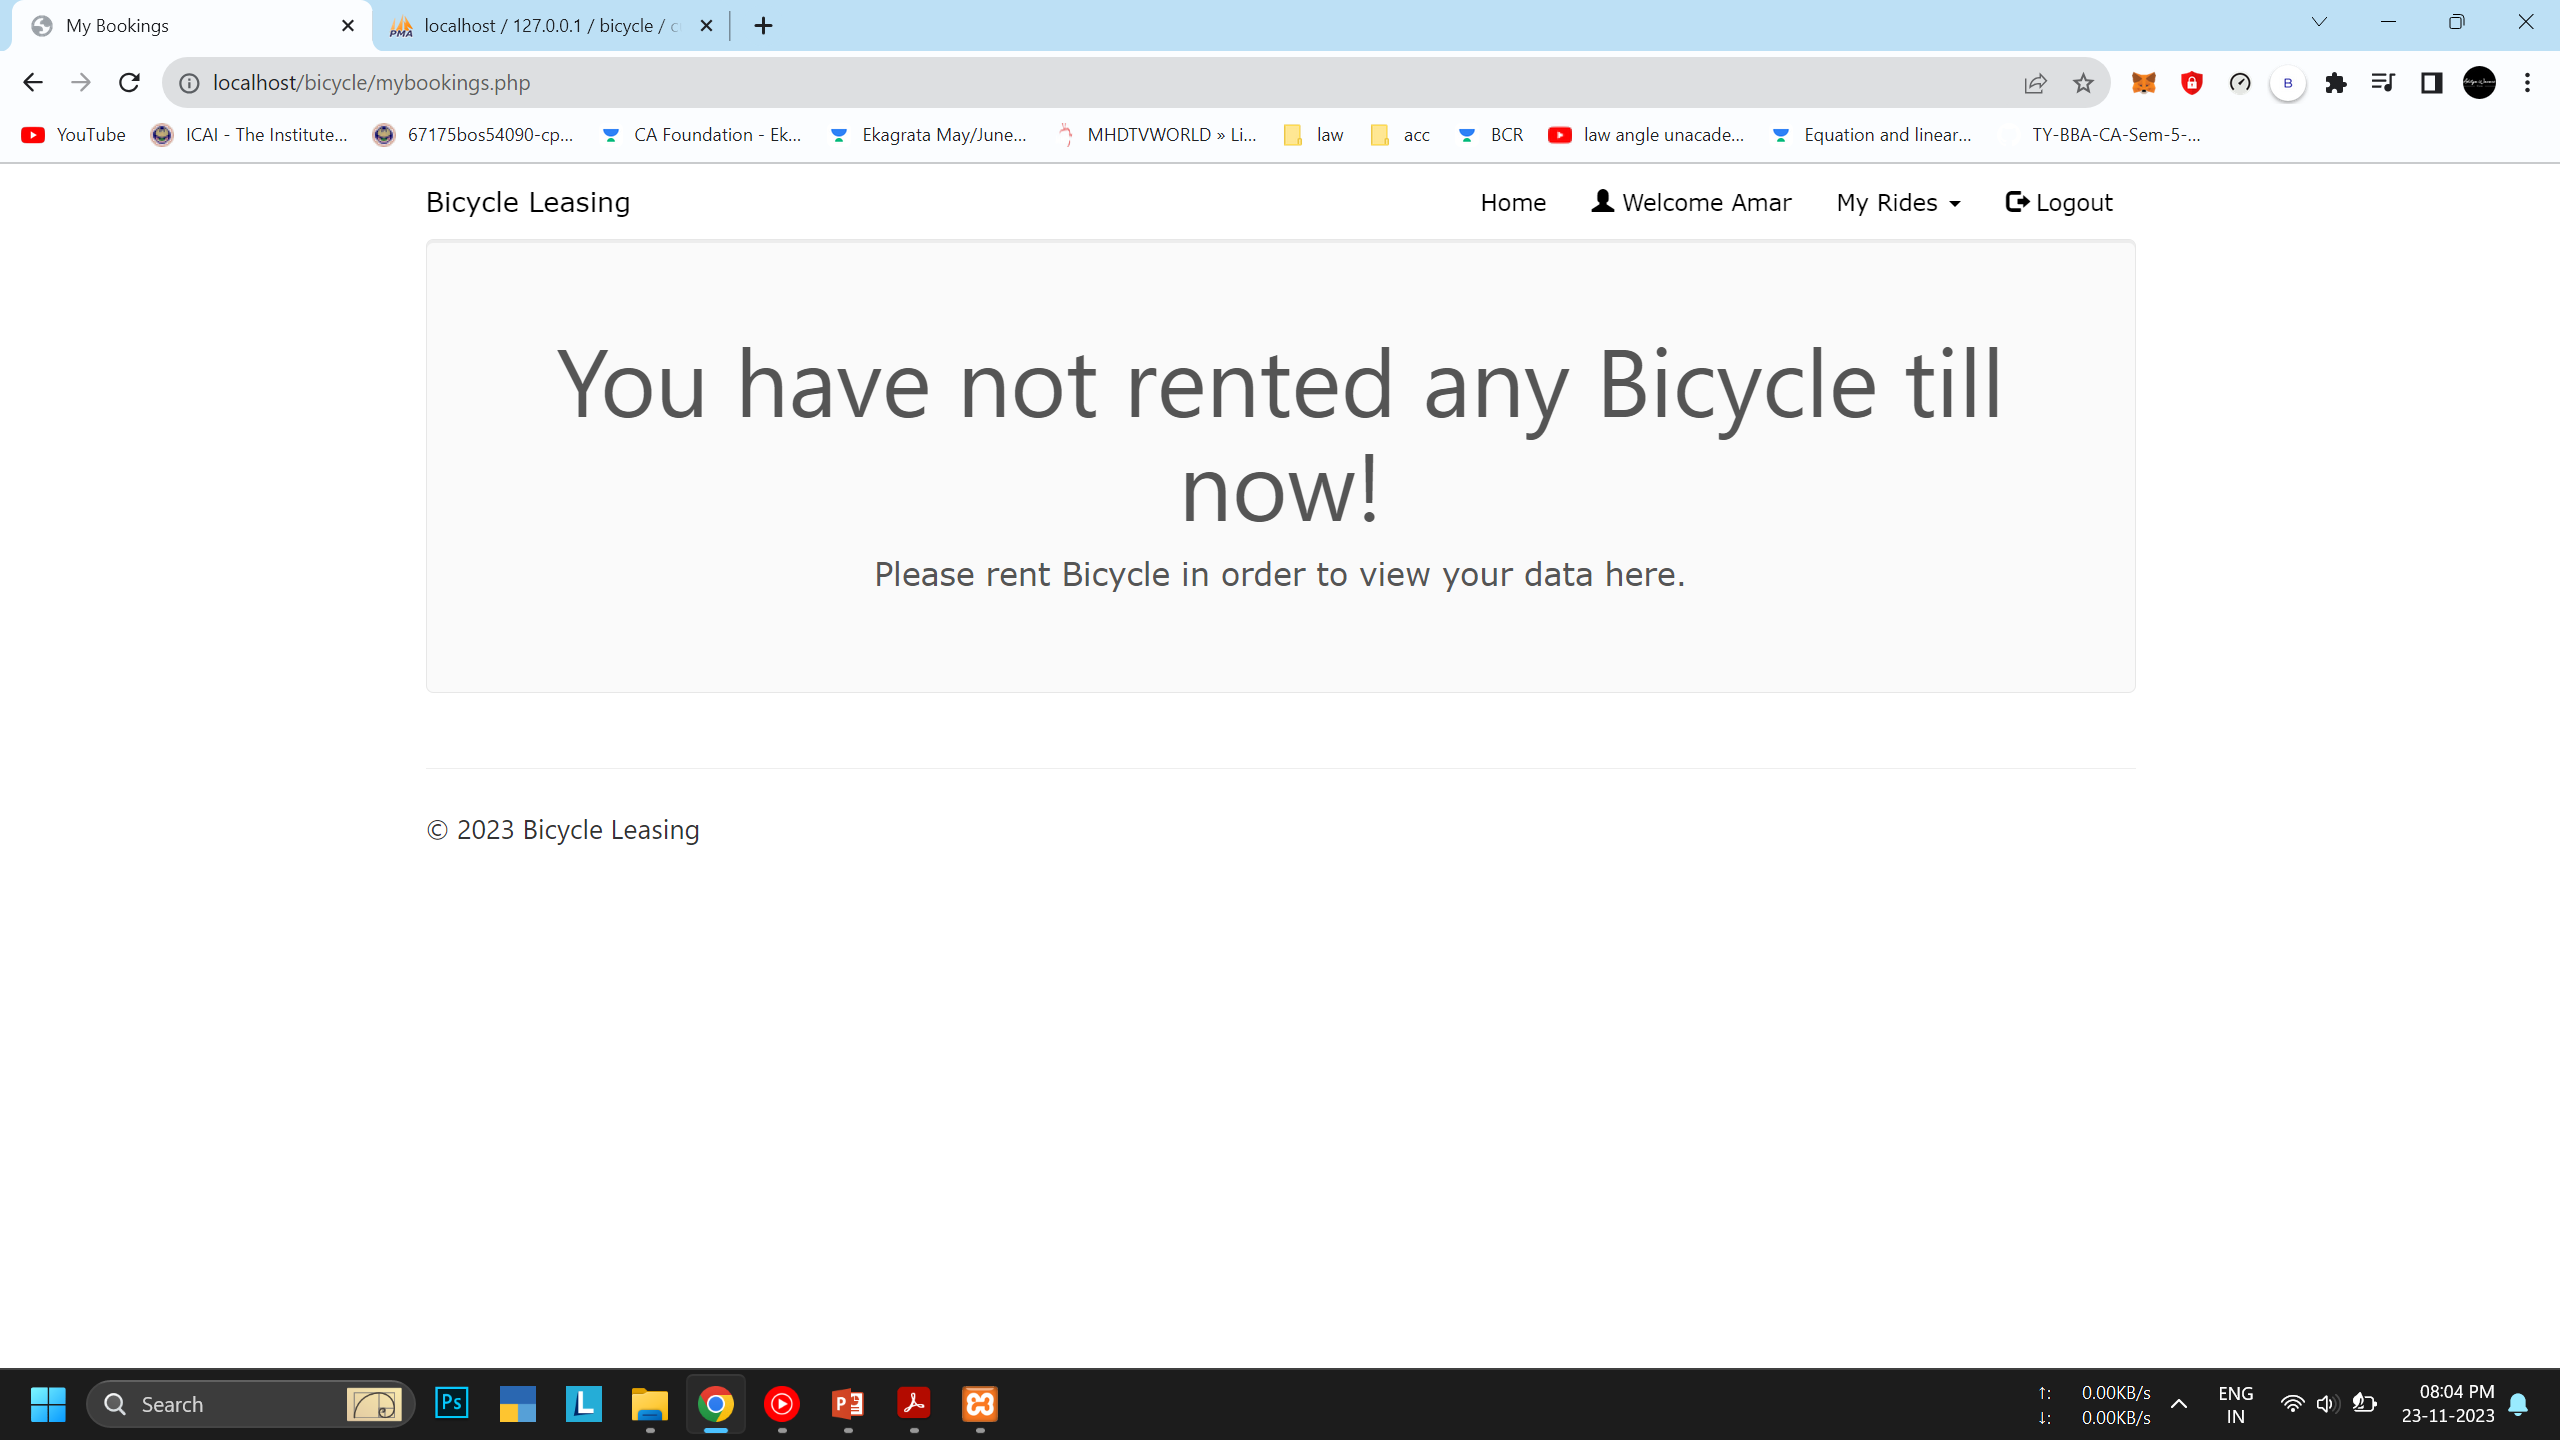 My Bookings
localhost / 127.0.0.1 / bicycle /
localhost/bicycle/mybookings.php
B
YouTube
ICAI - The Institute...
67175bos54090-cp...
CA Foundation - Ek...
Ekagrata May/June...
MHDTVWORLD » Li...
law
acc
BCR
law angle unacade...
Equation and linear...
TY-BBA-CA-Sem-5-...
Bicycle Leasing
Home
Welcome Amar
My Rides
Logout
You have not rented any Bicycle till
now!
Please rent Bicycle in order to view your data here.
© 2023 Bicycle Leasing
Search
Ps
L
↑: 0.00KB/s
↓: 0.00KB/s
ENG
IN
08:04 PM
23-11-2023